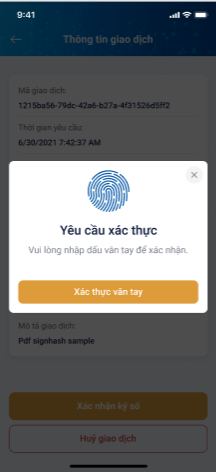 9:41
Thông tin giao dịch
Mã giao dịch:
1215ba56-79dc-42a6-b27a-4f31526d5ff2
Thời gian yêu cầu:
6/30/2021 7:42:37 AM
Yêu cầu xác thực
Vui lòng nhập dấu vân tay để xác nhận.
Xác thực vân tay
Mô tả giao dịch:
Pdf signhash sample
Xác nhận ký số
Huỷ giao dịch